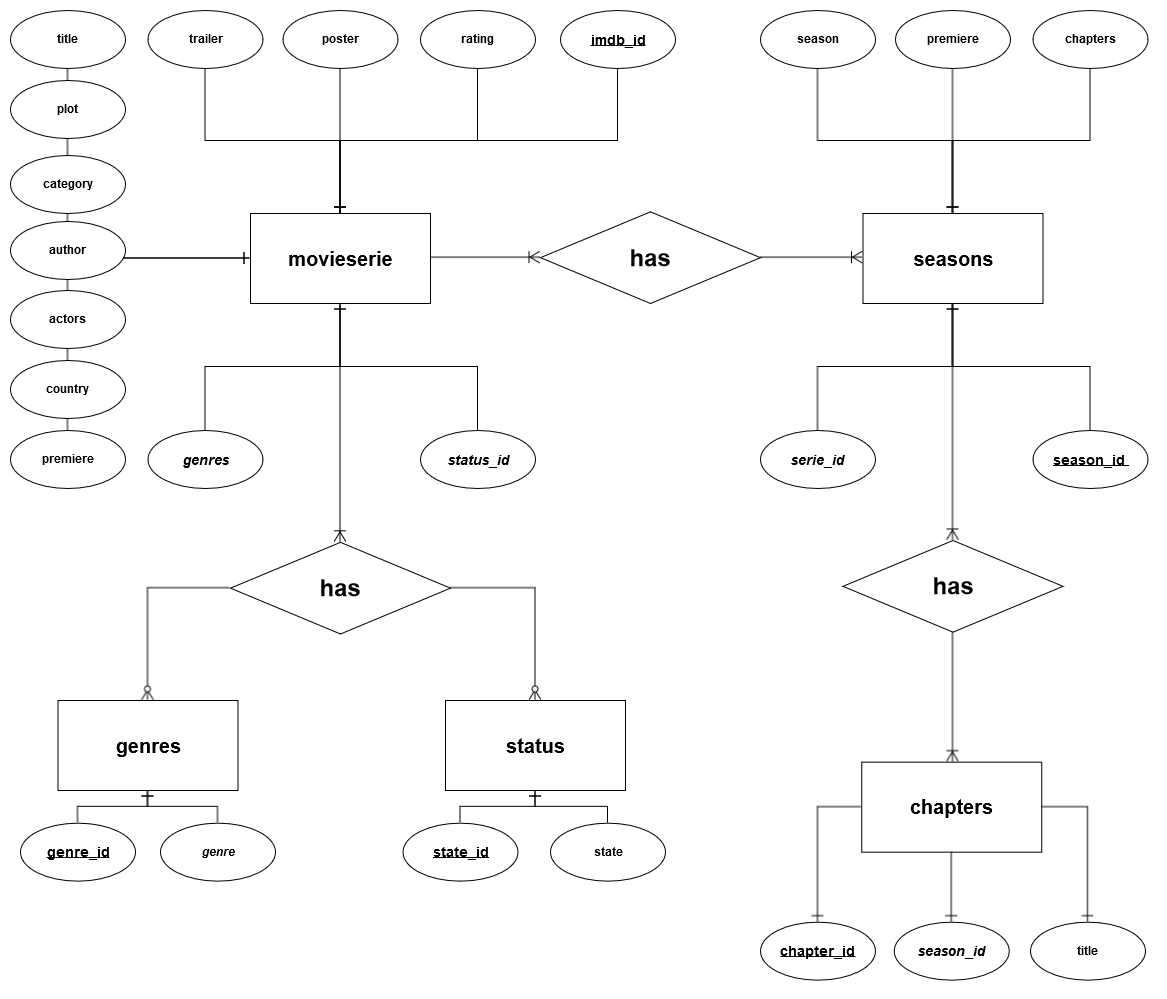 title
trailer
poster
rating
imdb_id
season
premiere
chapters
plot
category
author
actors
country
premiere
movieserie
has
seasons
genres
status_id
serie_id
season_id
has
has
genres
status
chapters
genre_id
genre
state_id
state
chapter_id
season_id
title